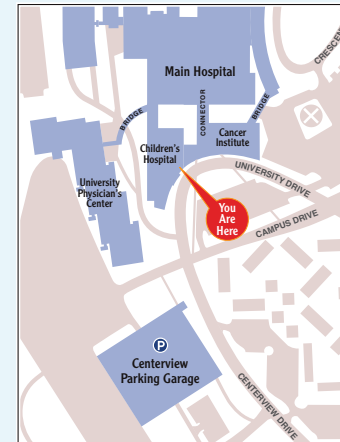 CRESCENT
Main Hospital
CONNECTOR
BRIDGE
BRIDGE
Cancer
Institute
Children's
Hospital
UNIVERSITY DRIVE
University
Physician's
Center
You
Are
Here
CAMPUS DRIVE
P
Centerview
Parking Garage
CENTERVIEW DRIVE